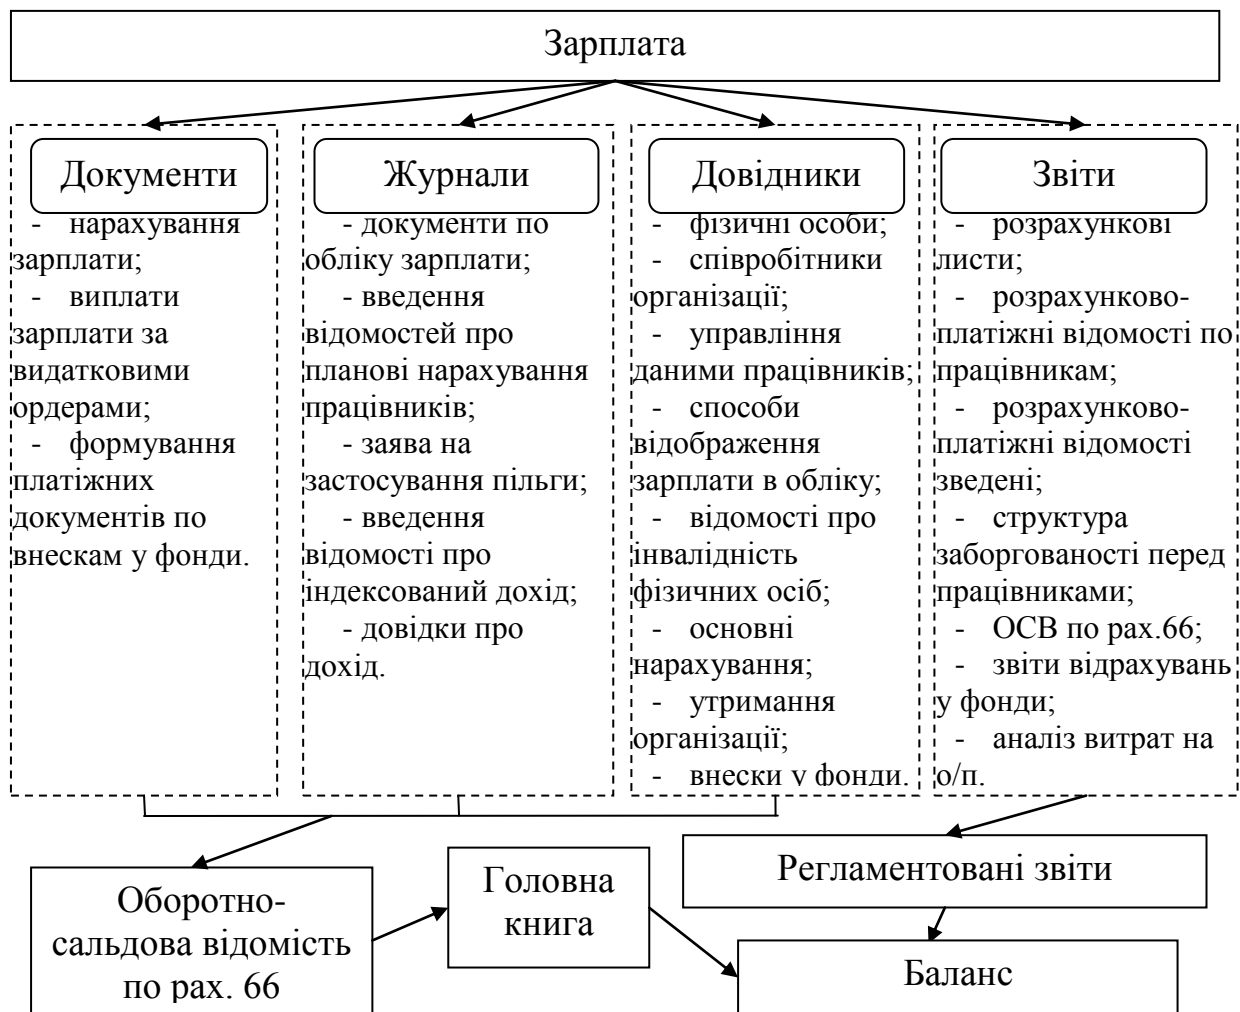 Зарплата
Документи
- нарахування
зарплати;
- виплати
зарплати за
видатковими
ордерами;
- формування
платіжних
документів по
внескам у фонди.
Журнали
- документи по
обліку зарплати;
- введення
відомостей про
планові нарахування
працівників;
- заява на
застосування пільги;
- введення
відомості про
індексований дохід;
- довідки про
дохід.
Довідники
- фізичні особи;
- співробітники
організації;
- управління
даними працівників;
- способи
відображення
зарплати в обліку;
- відомості про
інвалідність
фізичних осіб;
- основні
нарахування;
- утримання
організації;
- внески у фонди.
Звіти
- розрахункові
листи;
- розрахунково-
платіжні відомості по
працівникам;
- розрахунково-
платіжні відомості
зведені;
- структура
заборгованості перед
працівниками;
- ОСВ по рах.66;
- звіти відрахувань
у фонди;
- аналіз витрат на
о/п.
Оборотно-
сальдова відомість
по рах. 66
Головна
книга
Регламентовані звіти
Баланс